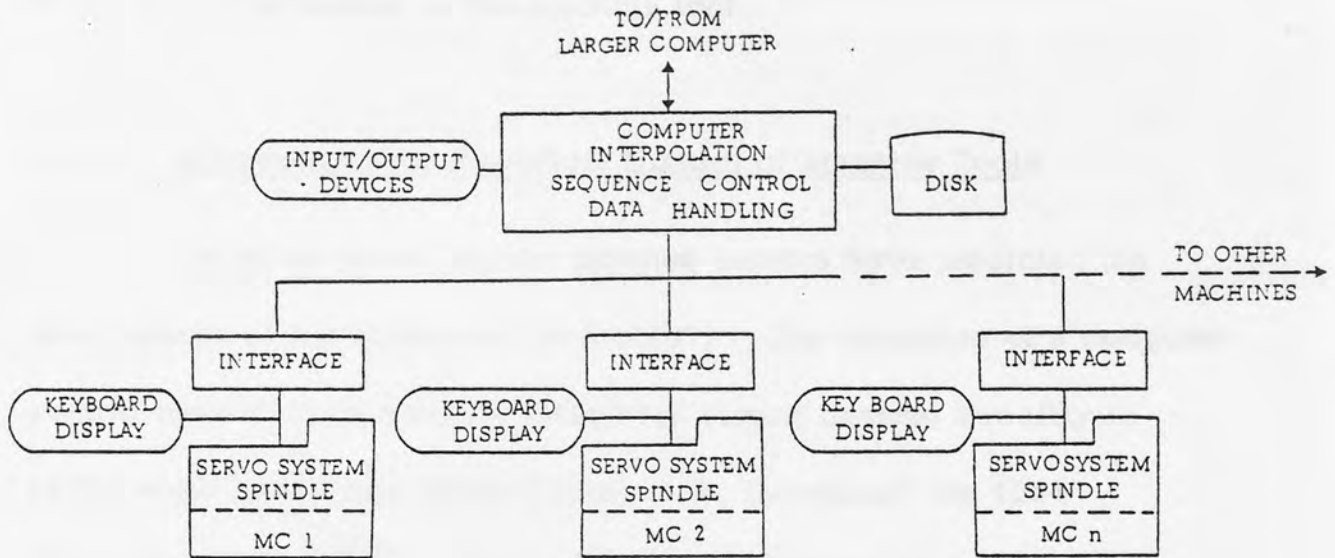 TO/FROM
LARGER COMPUTER
COMPUTER
INTERPOLATION
SEQUENCE CONTROL
DATA HANDLING
INPUT/OUTPUT
DEVICES
DISK
TO OTHER
MACHINES
INTERFACE
INTERFACE
INTERFACE
KEYBOARD
DISPLAY
KEYBOARD
DISPLAY
KEY BOARD
DISPLAY
SERVO SYSTEM
SPINDLE
MC 1
SERVO SYSTEM
SPINDLE
MC 2
SERVO SYSTEM
SPINDLE
MC n